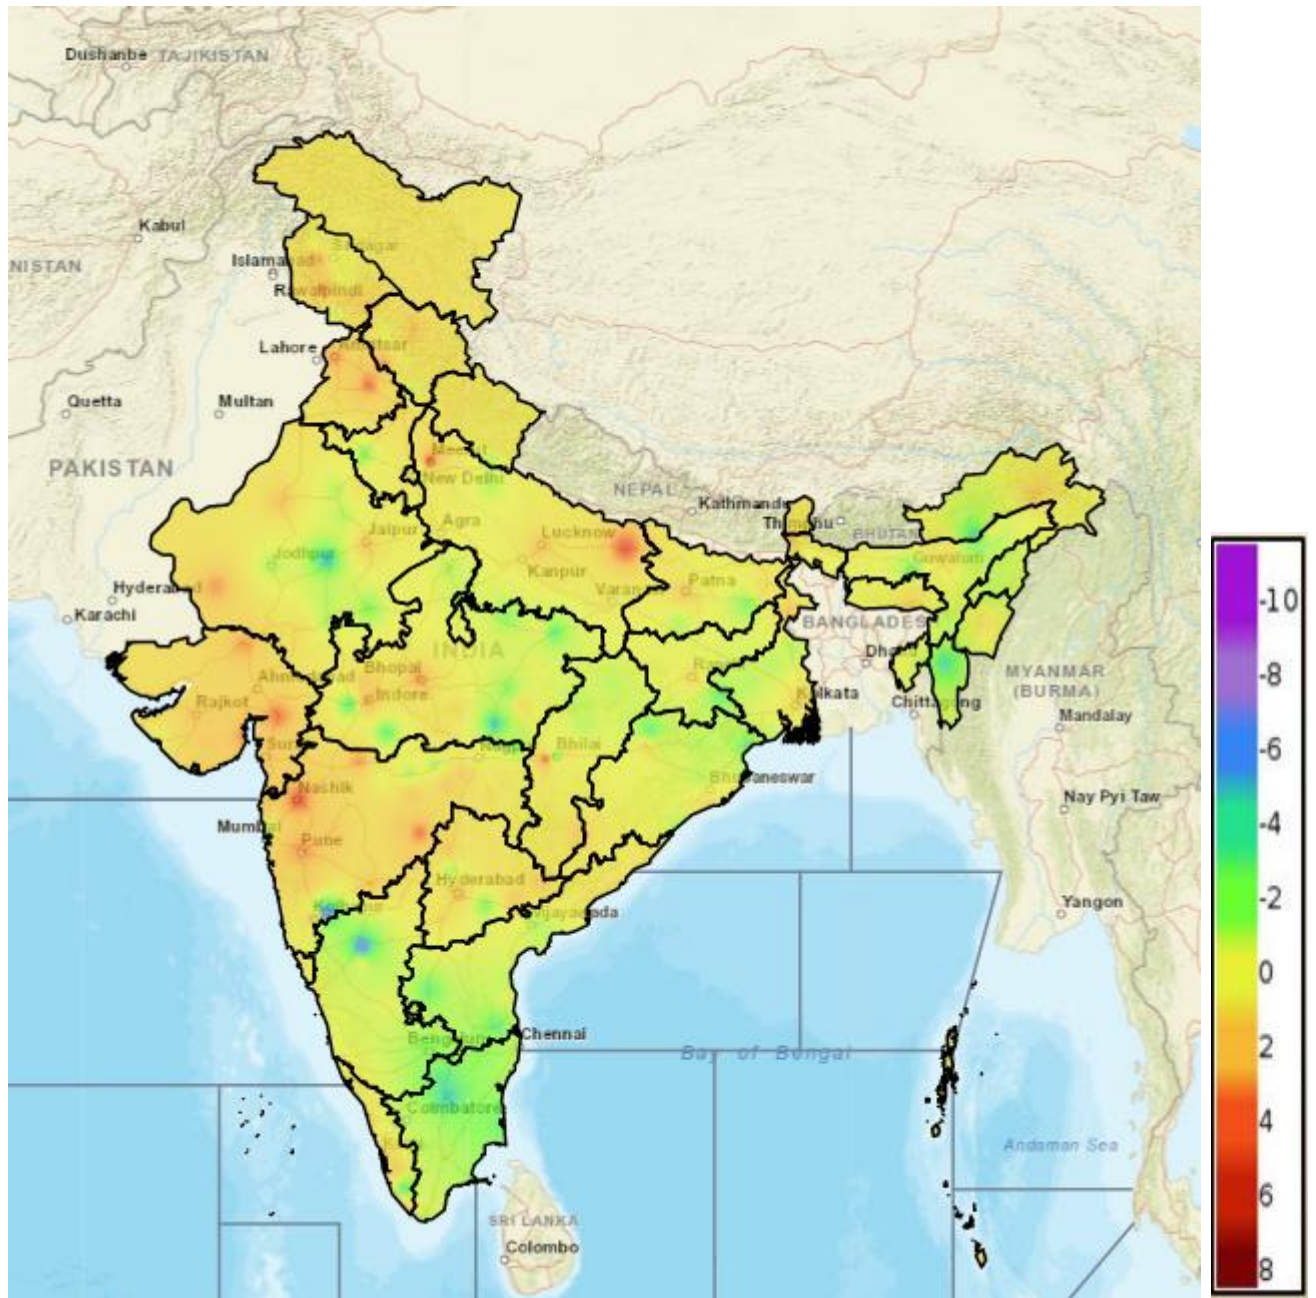 Dushanbe TAJIKISTAN
Kabul
NISTAN
Srinagar
Islamabad
Rawalpindi
Lahore Amritsar
Quetta Multan
PAKISTAN
Meerut
New Delhi
NEPAL
Kathmandu
Thimphu
BHUTAN
Agra
Jaipur
Lucknow
Jodhpur
Guwahati
Kanpur
Hyderabad
Varanasi Patna
Karachi
BANGLADES
INDIA
Dha
Bhopal
Ahmedabad
Indore
Rajkot
Kolkata
Chittagong
MYANMAR
(BURMA)
Mandalay
Surat
Nagpur
Bhilai
Nashik
Bhubaneswar
Nay Pyi Taw
Mumbai
Pune
Hyderabad
Vijayawada
Yangon
Bengaluru
Chennai
Bay of Bengal
Coimbatore
Andaman Sea
SRI LANKA
Colombo
-10
-8
-6
-4
-2
0
2
4
6
8